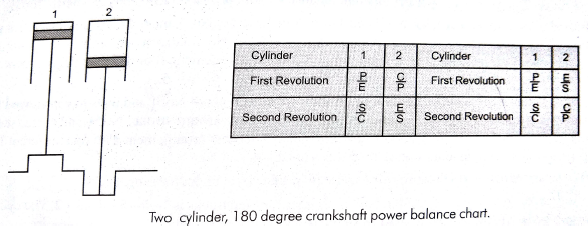 1 2
Cylinder 1 2 Cylinder 1 2
First Revolution P/E C/P First Revolution P/E E/S
Second Revolution S/C E/S Second Revolution S/C C/P
Two cylinder, 180 degree crankshaft power balance chart.